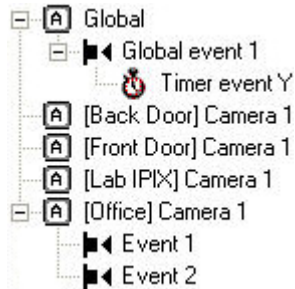 A Global
Global event 1
Timer event Y
A [Back Door] Camera 1
A [Front Door] Camera 1
A [Lab IPIX] Camera 1
A [Office] Camera 1
Event 1
Event 2